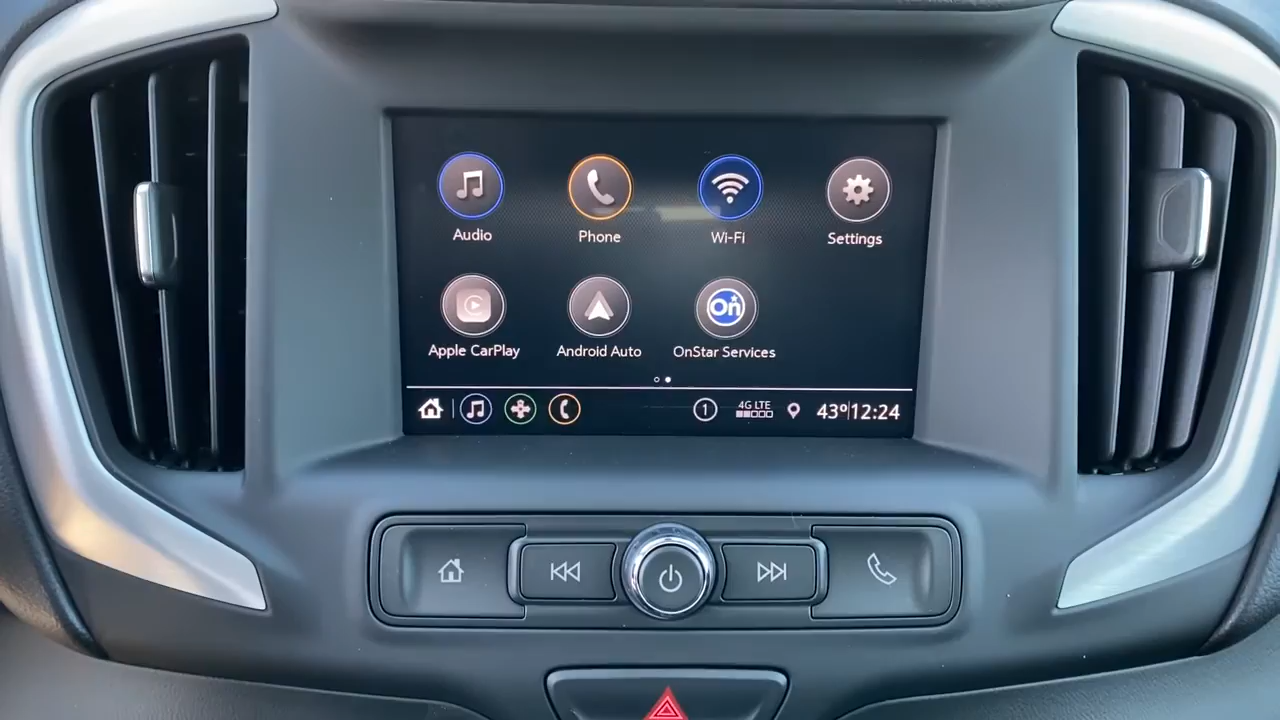 Audio
Phone
Wi-Fi
Settings
Apple CarPlay
Android Auto
On
OnStar Services
1
4G LTE
43°
12:24